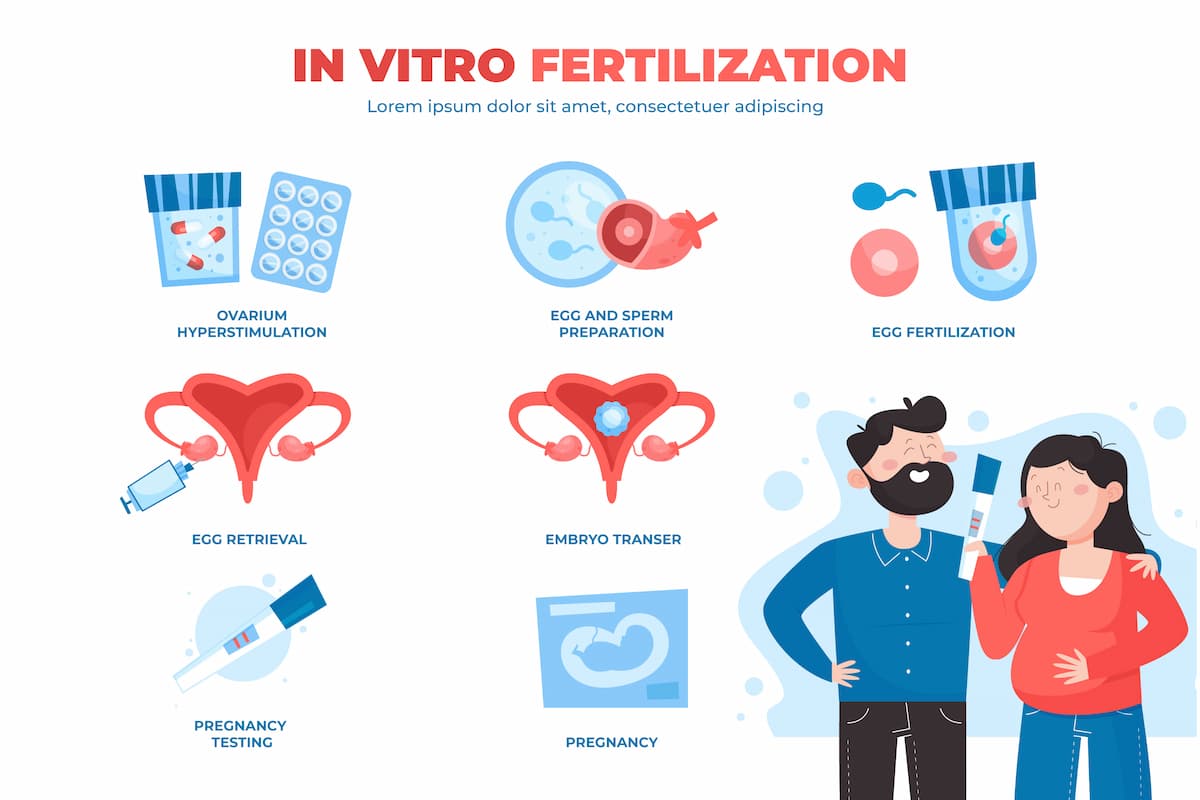 IN VITRO FERTILIZATION
Lorem ipsum dolor sit amet, consectetuer adipiscing
OVARIUM
HYPERSTIMULATION
EGG AND SPERM
PREPARATION
EGG FERTILIZATION
EGG RETRIEVAL
EMBRYO TRANSER
PREGNANCY
TESTING
PREGNANCY